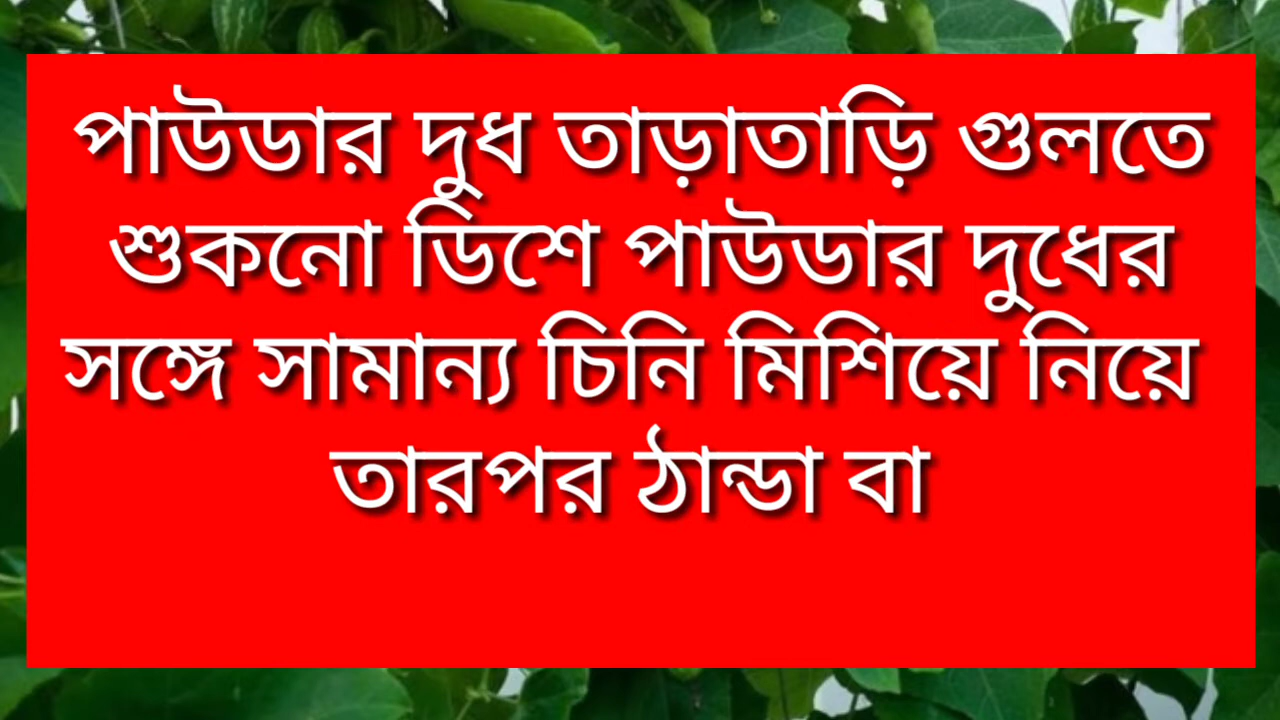 পাউডার দুধ তাড়াতাড়ি গুলতে
শুকনো ডিশে পাউডার দুধের
সঙ্গে সামান্য চিনি মিশিয়ে নিয়ে
তারপর ঠান্ডা বা